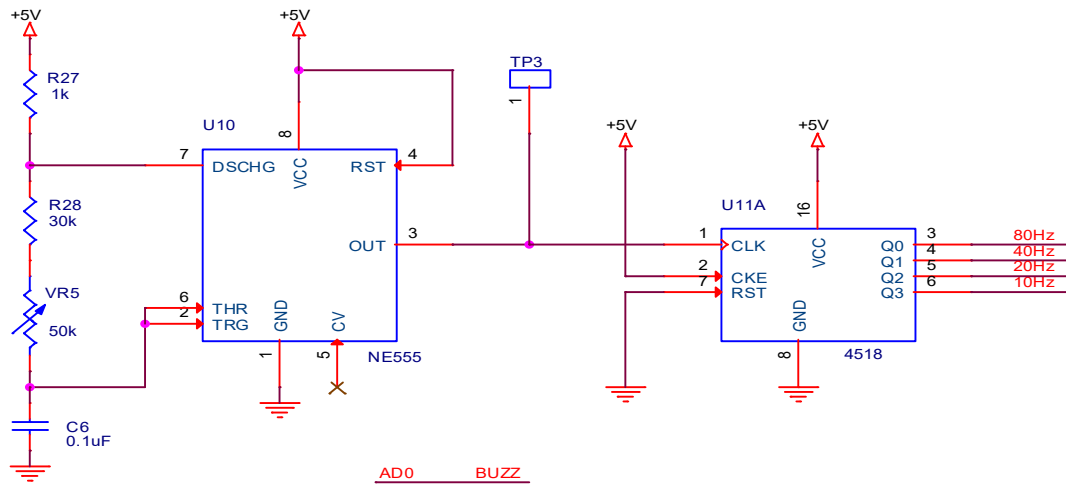 +5V
R27
1k
R28
30k
VR5
50k
C6
0.1uF
+5V
U10
8
VCC
7
DSCHG
RST
4
OUT
3
6
THR
2
TRG
GND
1
CV
5
NE555
TP3
1
+5V
+5V
U11A
16
VCC
1
CLK
2
CKE
7
RST
Q0
3
80Hz
Q1
4
40Hz
Q2
5
20Hz
Q3
6
10Hz
GND
8
4518
AD0 BUZZ